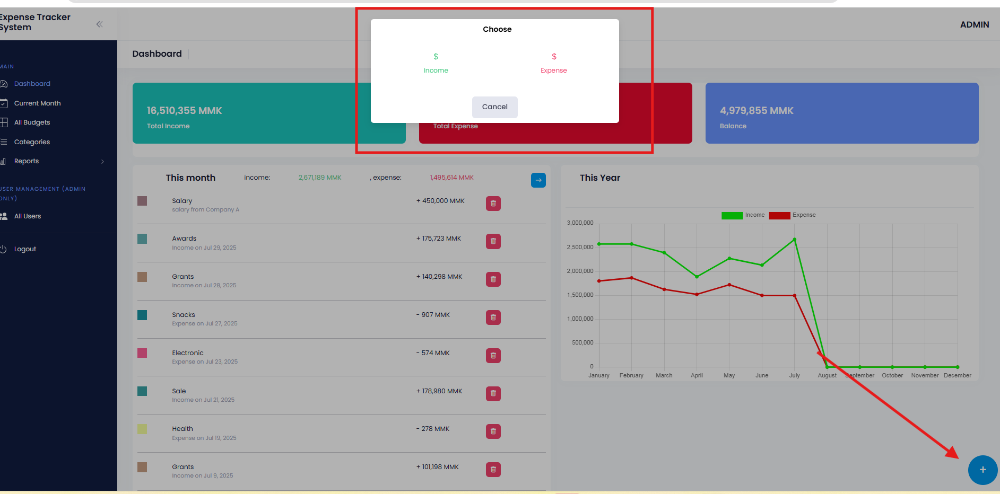 Expense Tracker
System
ADMIN
Choose
$
$
Income
Expense
Cancel
Dashboard
MAIN
Dashboard
Current Month
All Budgets
Categories
Reports
USER MANAGEMENT (ADMIN
ONLY)
All Users
Logout
16,510,355 MMK
Total Income
Total Expense
4,979,855 MMK
Balance
This month income: 2,671,189 MMK , expense: 1,495,614 MMK
Salary + 450,000 MMK
salary from Company A
Awards + 175,723 MMK
Income on Jul 29, 2025
Grants + 140,298 MMK
Income on Jul 28, 2025
Snacks - 907 MMK
Expense on Jul 27, 2025
Electronic - 574 MMK
Expense on Jul 23, 2025
Sale + 178,980 MMK
Income on Jul 21, 2025
Health - 278 MMK
Expense on Jul 19, 2025
Grants + 101,198 MMK
Income on Jul 9, 2025
This Year
Income Expense
3,000,000
2,500,000
2,000,000
1,500,000
1,000,000
500,000
0
January February March April May June July August September October November December
+